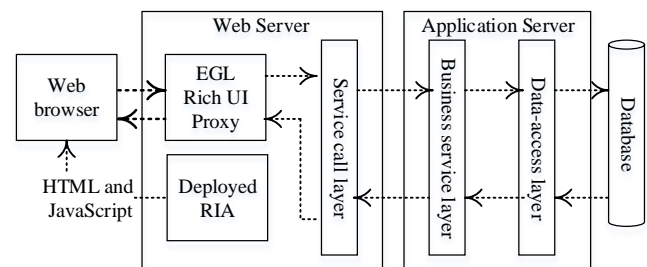 Web Server
Application Server
Web
browser
EGL
Rich UI
Proxy
Service call layer
Business service layer
Data-access layer
Database
HTML and
JavaScript
Deployed
RIA